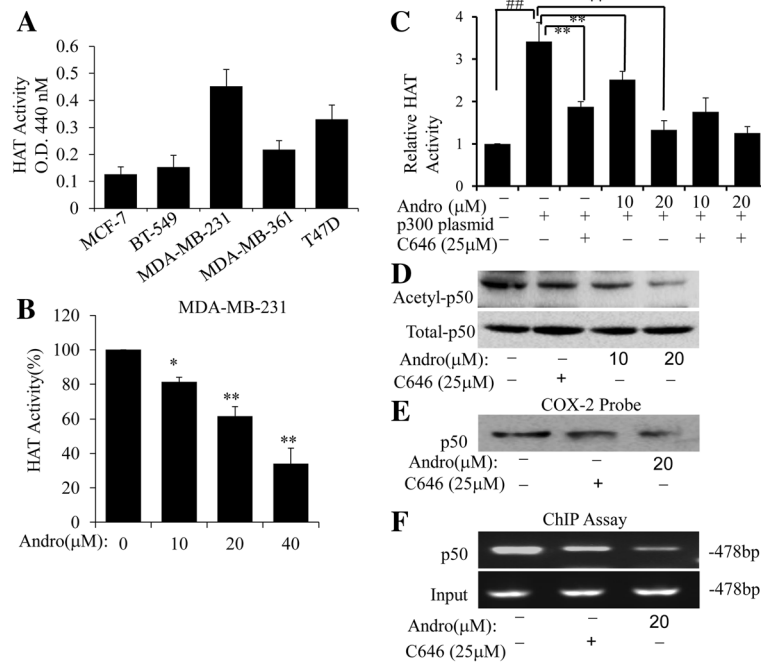 A
HAT Activity
O.D. 440 nM
0.6
0.5
0.4
0.3
0.2
0.1
0
MCF-7
BT-549
MDA-MB-231
MDA-MB-361
T47D
B
MDA-MB-231
HAT Activity(%)
120
100
80
60
40
20
0
*
**
**
Andro(μM): 0 10 20 40
C
Relative HAT
Activity
4
3
2
1
0
##
**
**
Andro (μM) – – – 10 20 10 20
p300 plasmid – + + + + + +
C646 (25μM) – – + – – + +
D
Acetyl-p50
Total-p50
Andro(μM): – – 10 20
C646 (25μM) – + – –
E
COX-2 Probe
p50
Andro(μM): – – 20
C646 (25μM) – + –
F
ChIP Assay
p50 -478bp
Input -478bp
Andro(μM): – – 20
C646 (25μM) – + –